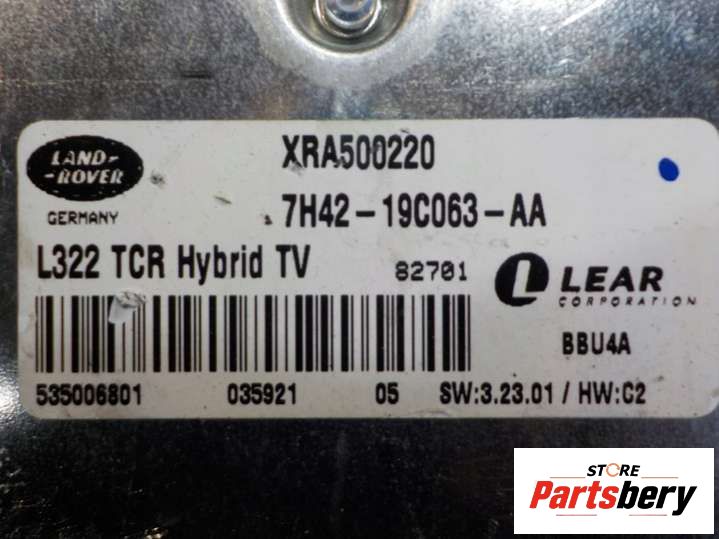 LAND-
-ROVER
GERMANY
XRA500220
7H42-19C063-AA
L322 TCR Hybrid TV
82701
LEAR
CORPORATION
BBU4A
535006801 035921 05 SW:3.23.01 / HW:C2
STORE
Partsbery